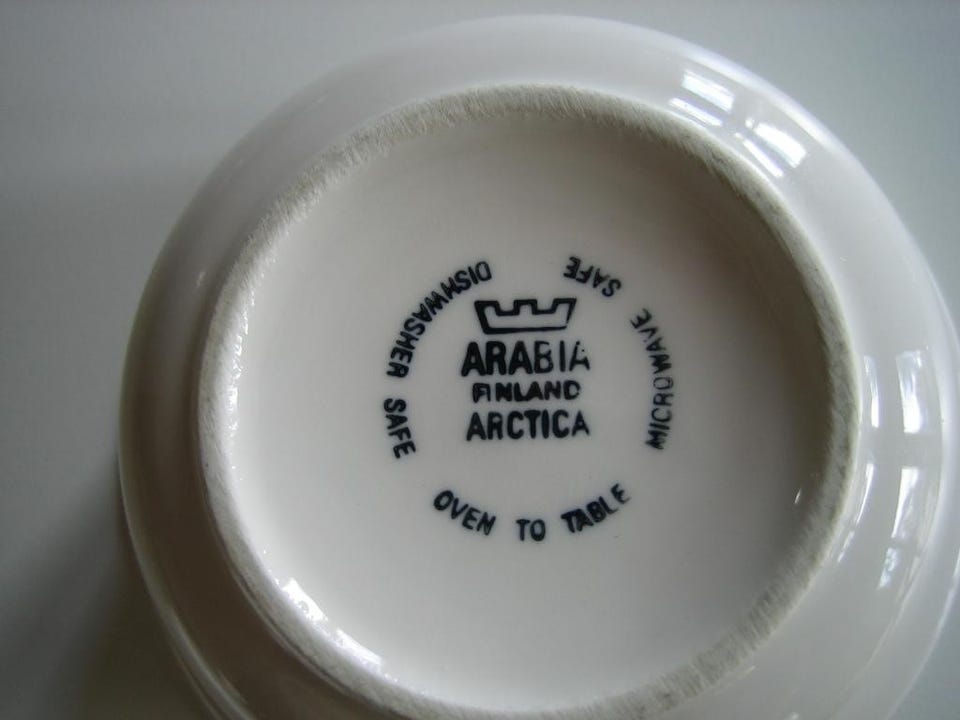 ARABIA
FINLAND
ARCTICA
DISHWASHER SAFE
OVEN TO TABLE
MICROWAVE SAFE